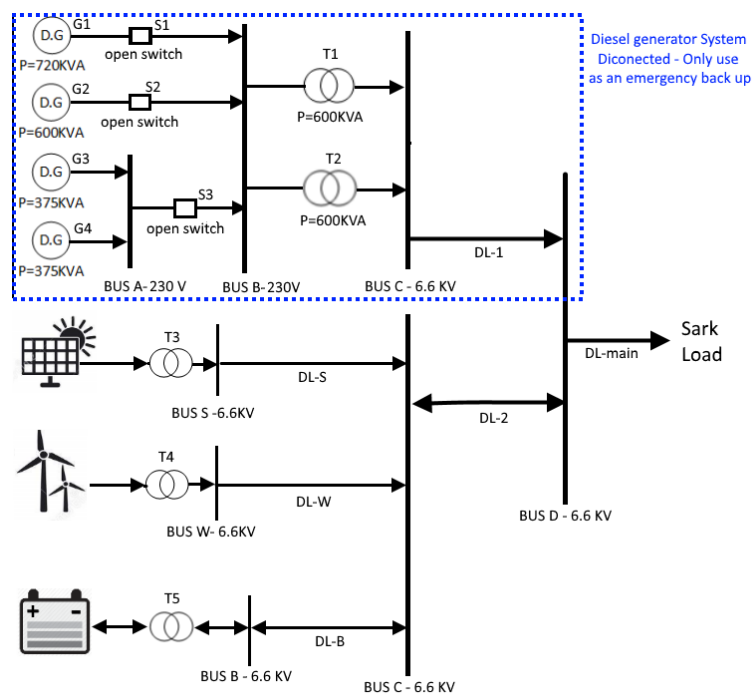 Diesel generator System
Diconected - Only use
as an emergency back up
D.G
G1
S1
open switch
P=720KVA
D.G
G2
S2
open switch
P=600KVA
D.G
G3
P=375KVA
D.G
G4
P=375KVA
S3
open switch
T1
P=600KVA
T2
P=600KVA
DL-1
BUS A- 230 V
BUS B-230V
BUS C - 6.6 KV
T3
DL-S
BUS S -6.6KV
DL-main
Sark
Load
DL-2
T4
DL-W
BUS W- 6.6KV
BUS D - 6.6 KV
+ -
T5
DL-B
BUS B - 6.6 KV
BUS C - 6.6 KV